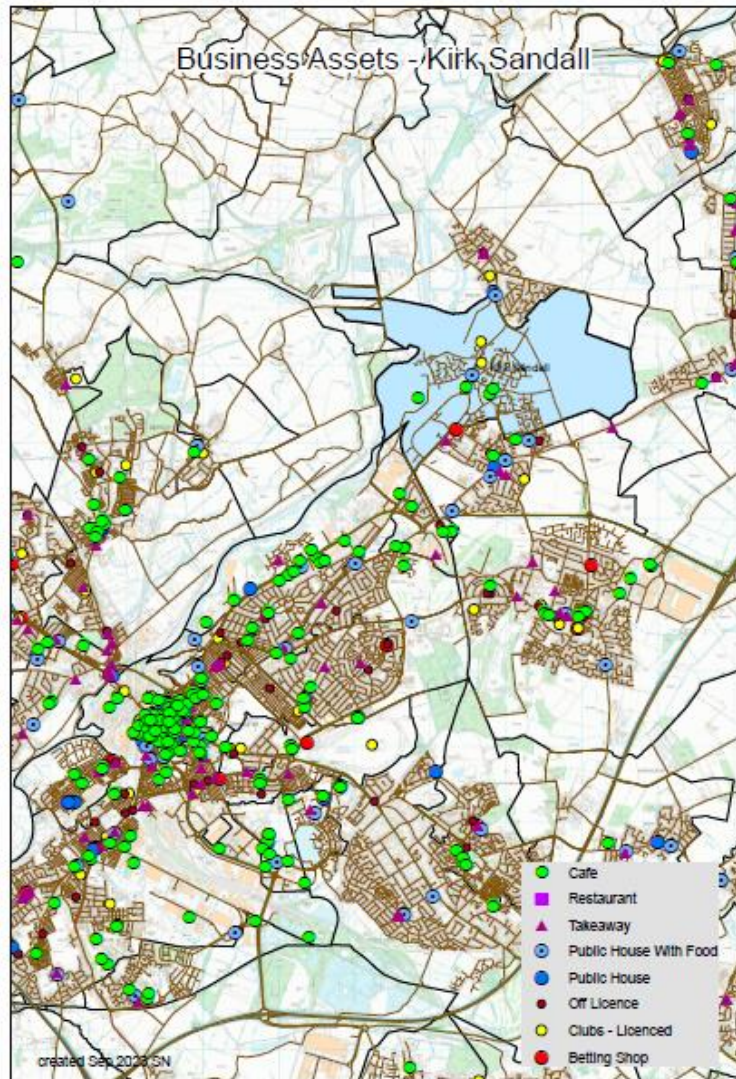 Business Assets - Kirk Sandall
Cafe
Restaurant
Takeaway
Public House With Food
Public House
Off Licence
Clubs - Licenced
Betting Shop
created Sep 2023 SN